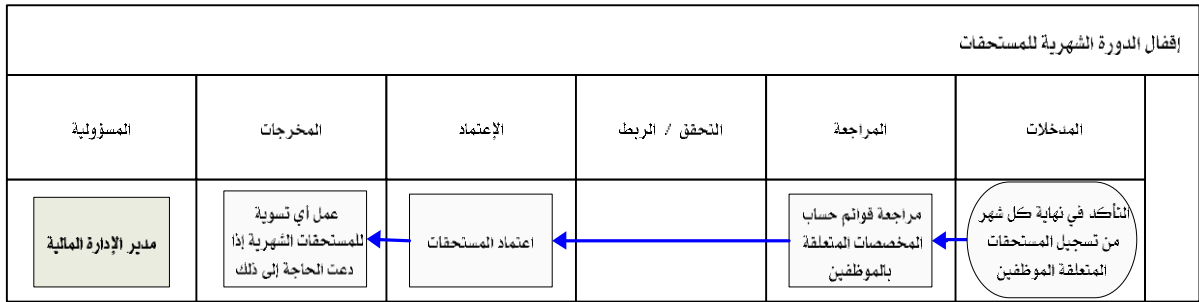 إقفال الدورة الشهرية للمستحقات
المدخلات
المراجعة
التحقق / الربط
الإعتماد
المخرجات
المسؤولية
التأكد في نهاية كل شهر
من تسجيل المستحقات
المتعلقة الموظفين
مراجعة قوائم حساب
المخصصات المتعلقة
بالموظفين
اعتماد المستحقات
عمل أي تسوية
للمستحقات الشهرية إذا
دعت الحاجة إلى ذلك
مدير الإدارة المالية